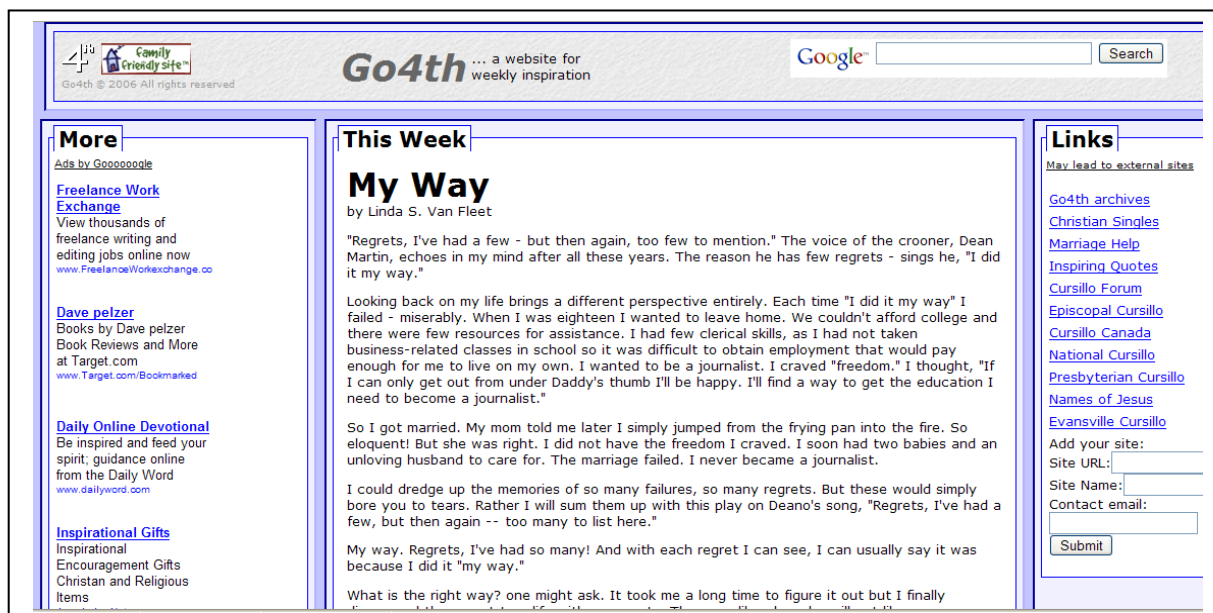 4th
family
friendly site™
Go4th © 2006 All rights reserved
Go4th
... a website for
weekly inspiration
Google™
Search
More
Ads by Goooooogle
Freelance Work
Exchange
View thousands of
freelance writing and
editing jobs online now
www.FreelanceWorkexchange.co
Dave pelzer
Books by Dave pelzer
Book Reviews and More
at Target.com
www.Target.com/Bookmarked
Daily Online Devotional
Be inspired and feed your
spirit; guidance online
from the Daily Word
www.dailyword.com
Inspirational Gifts
Inspirational
Encouragement Gifts
Christan and Religious
Items
This Week
My Way
by Linda S. Van Fleet
"Regrets, I've had a few - but then again, too few to mention." The voice of the crooner, Dean
Martin, echoes in my mind after all these years. The reason he has few regrets - sings he, "I did
it my way."
Looking back on my life brings a different perspective entirely. Each time "I did it my way" I
failed - miserably. When I was eighteen I wanted to leave home. We couldn't afford college and
there were few resources for assistance. I had few clerical skills, as I had not taken
business-related classes in school so it was difficult to obtain employment that would pay
enough for me to live on my own. I wanted to be a journalist. I craved "freedom." I thought, "If
I can only get out from under Daddy's thumb I'll be happy. I'll find a way to get the education I
need to become a journalist."
So I got married. My mom told me later I simply jumped from the frying pan into the fire. So
eloquent! But she was right. I did not have the freedom I craved. I soon had two babies and an
unloving husband to care for. The marriage failed. I never became a journalist.
I could dredge up the memories of so many failures, so many regrets. But these would simply
bore you to tears. Rather I will sum them up with this play on Deano's song, "Regrets, I've had a
few, but then again -- too many to list here."
My way. Regrets, I've had so many! And with each regret I can see, I can usually say it was
because I did it "my way."
What is the right way? one might ask. It took me a long time to figure it out but I finally
Links
May lead to external sites
Go4th archives
Christian Singles
Marriage Help
Inspiring Quotes
Cursillo Forum
Episcopal Cursillo
Cursillo Canada
National Cursillo
Presbyterian Cursillo
Names of Jesus
Evansville Cursillo
Add your site:
Site URL:
Site Name:
Contact email:
Submit